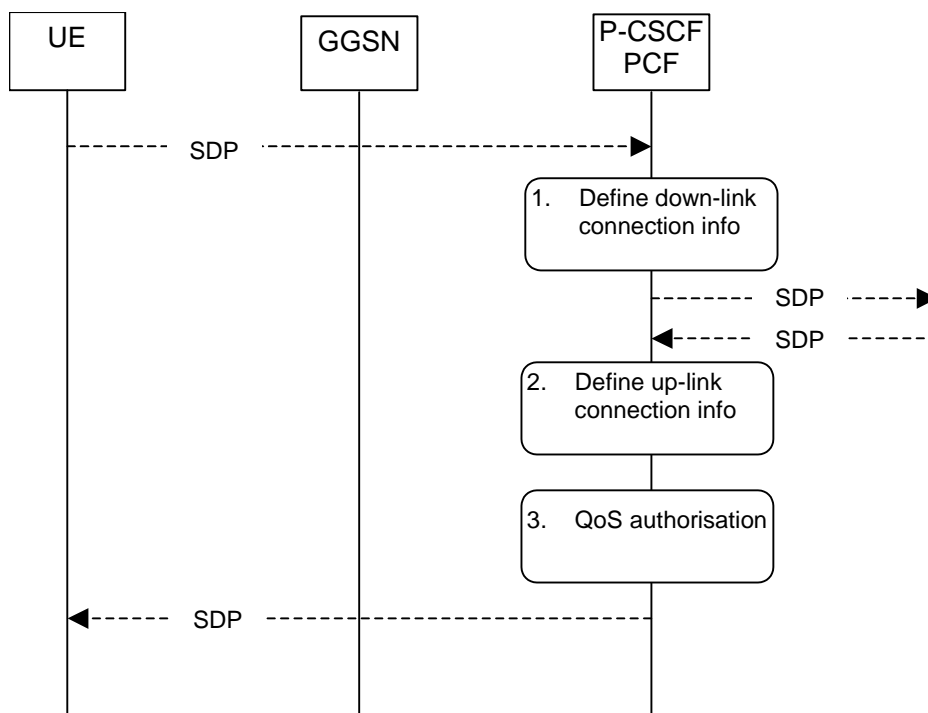 UE
GGSN
P-CSCF
PCF
SDP
1. Define down-link
connection info
SDP
SDP
2. Define up-link
connection info
3. QoS authorisation
SDP